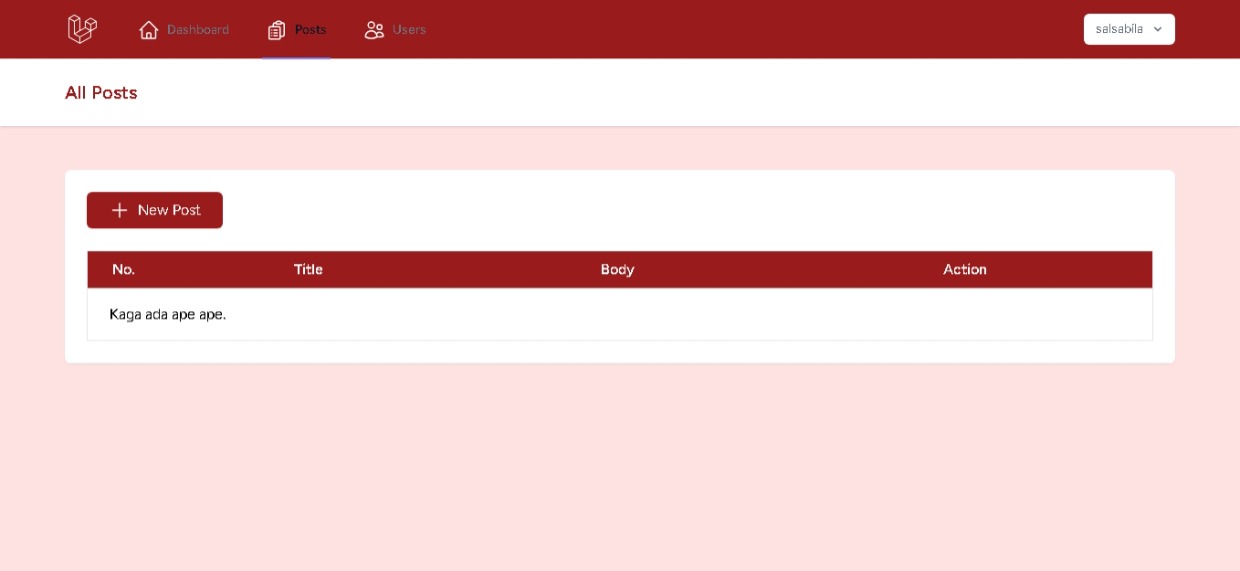 Dashboard Posts Users salsabila
All Posts
New Post
No. Title Body Action
Kaga ada ape ape.